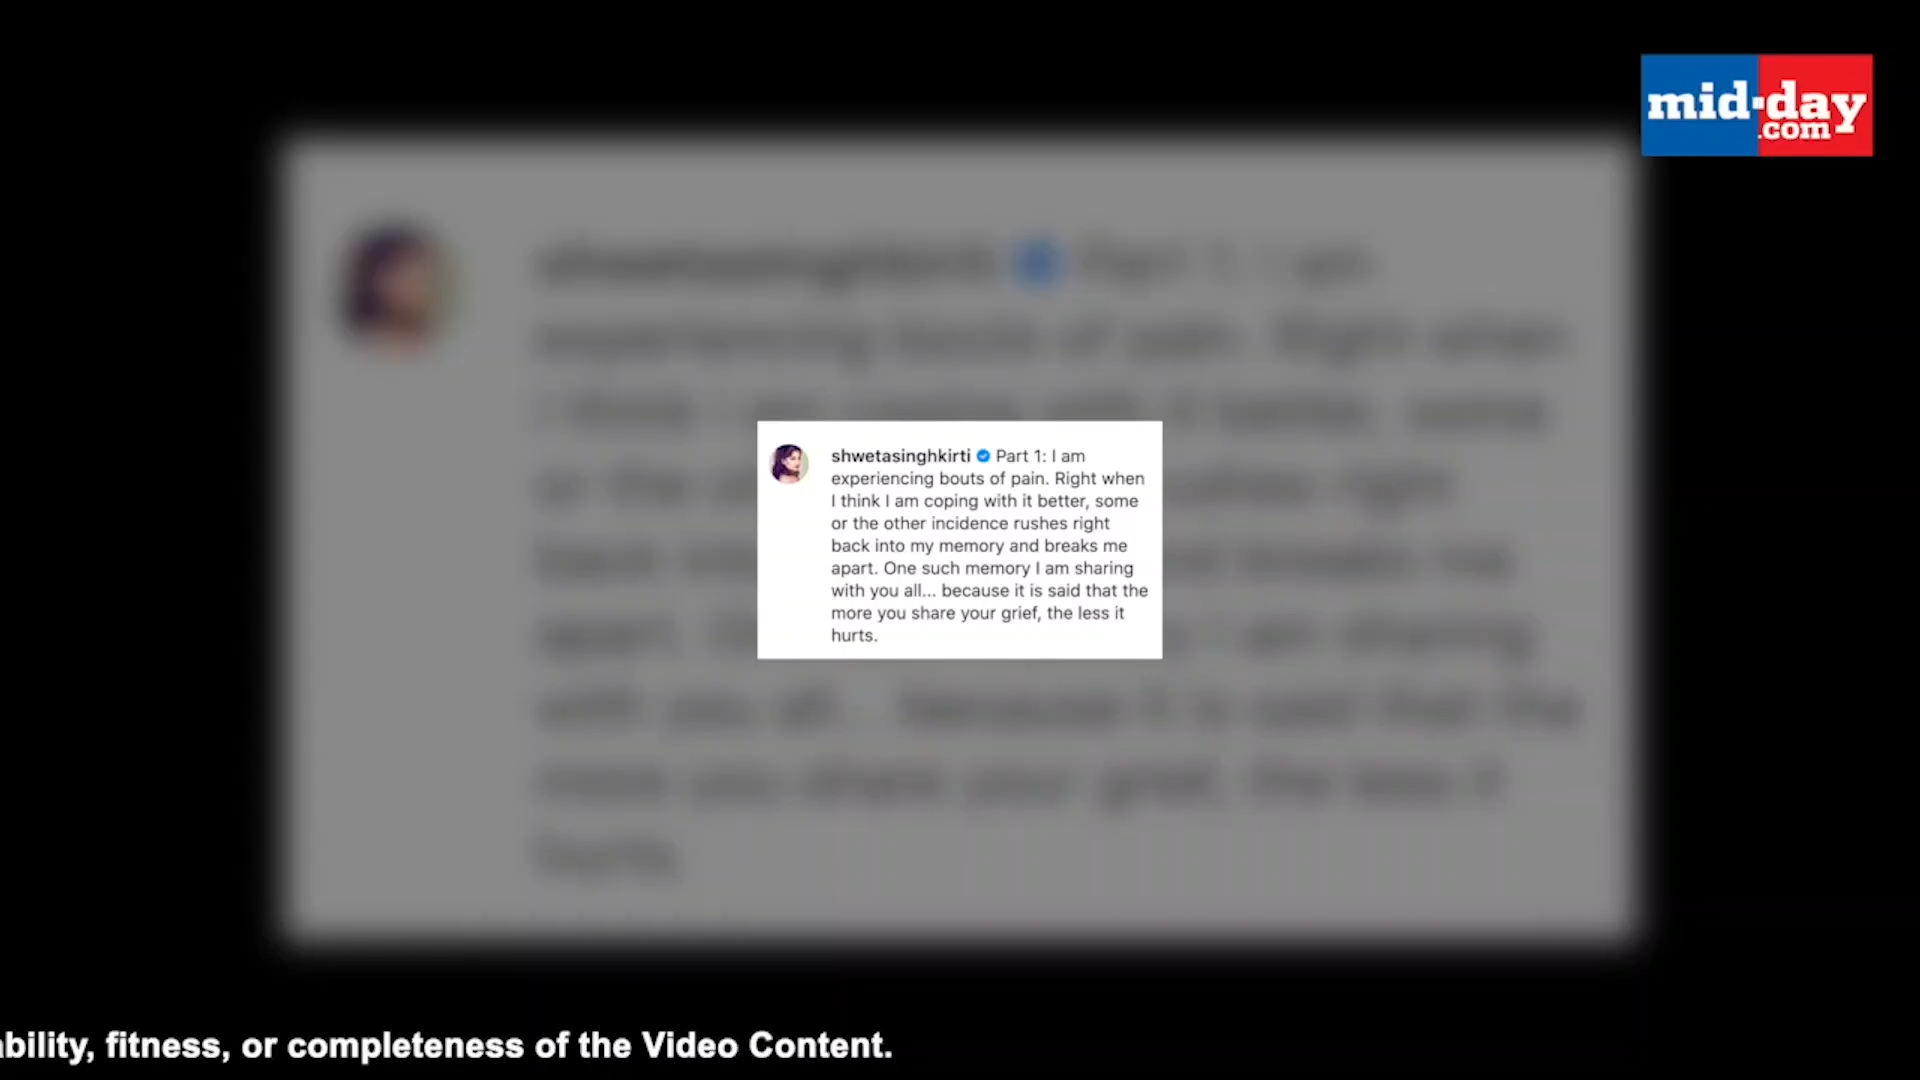 mid-day
.com
shwetasinghkirti Part 1: I am
experiencing bouts of pain. Right when
I think I am coping with it better, some
or the other incidence rushes right
back into my memory and breaks me
apart. One such memory I am sharing
with you all... because it is said that the
more you share your grief, the less it
hurts.
ability, fitness, or completeness of the Video Content.